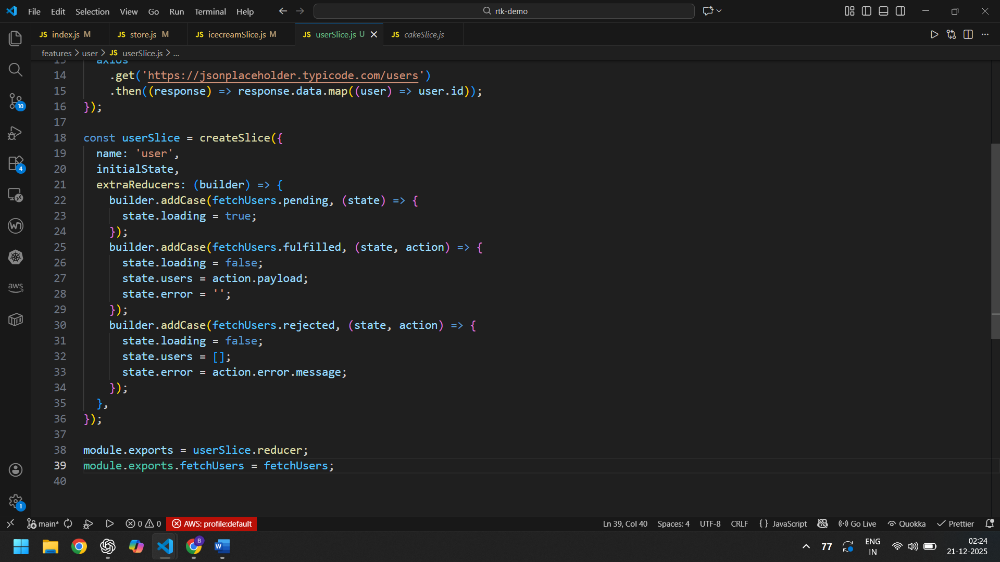 File Edit Selection View Go Run Terminal Help
rtk-demo
JS index.js M
JS store.js M
JS icecreamSlice.js M
JS userSlice.js U
JS cakeSlice.js
features > user > JS userSlice.js > ...
13 axios
14 .get('https://jsonplaceholder.typicode.com/users')
15 .then((response) => response.data.map((user) => user.id));
16 });
17
18 const userSlice = createSlice({
19 name: 'user',
20 initialState,
21 extraReducers: (builder) => {
22 builder.addCase(fetchUsers.pending, (state) => {
23 state.loading = true;
24 });
25 builder.addCase(fetchUsers.fulfilled, (state, action) => {
26 state.loading = false;
27 state.users = action.payload;
28 state.error = '';
29 });
30 builder.addCase(fetchUsers.rejected, (state, action) => {
31 state.loading = false;
32 state.users = [];
33 state.error = action.error.message;
34 });
35 },
36 });
37
38 module.exports = userSlice.reducer;
39 module.exports.fetchUsers = fetchUsers;
40
10
4
aws
1
main* 0 0 AWS: profile:default Ln 39, Col 40 Spaces: 4 UTF-8 CRLF {} JavaScript Go Live Quokka Prettier
B
W
77
ENG
IN
02:24
21-12-2025